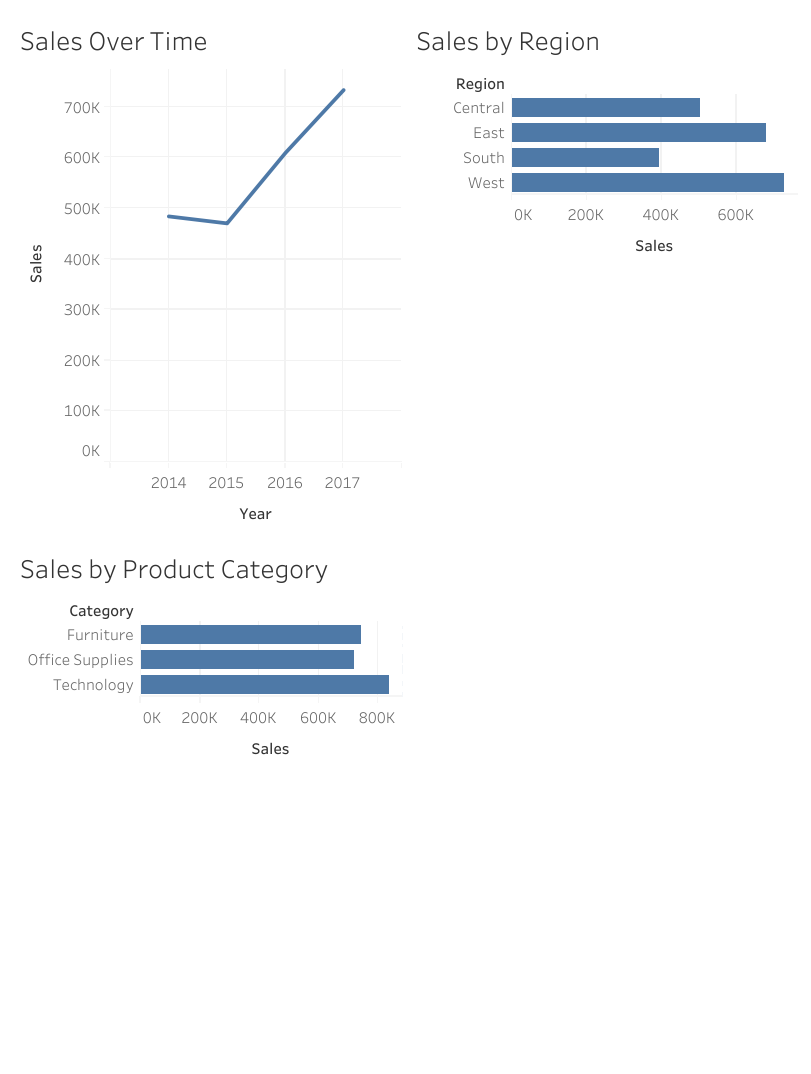 Sales Over Time
700K
600K
500K
400K
300K
200K
100K
0K
Sales
2014 2015 2016 2017
Year
Sales by Region
Region
Central
East
South
West
0K 200K 400K 600K
Sales
Sales by Product Category
Category
Furniture
Office Supplies
Technology
0K 200K 400K 600K 800K
Sales